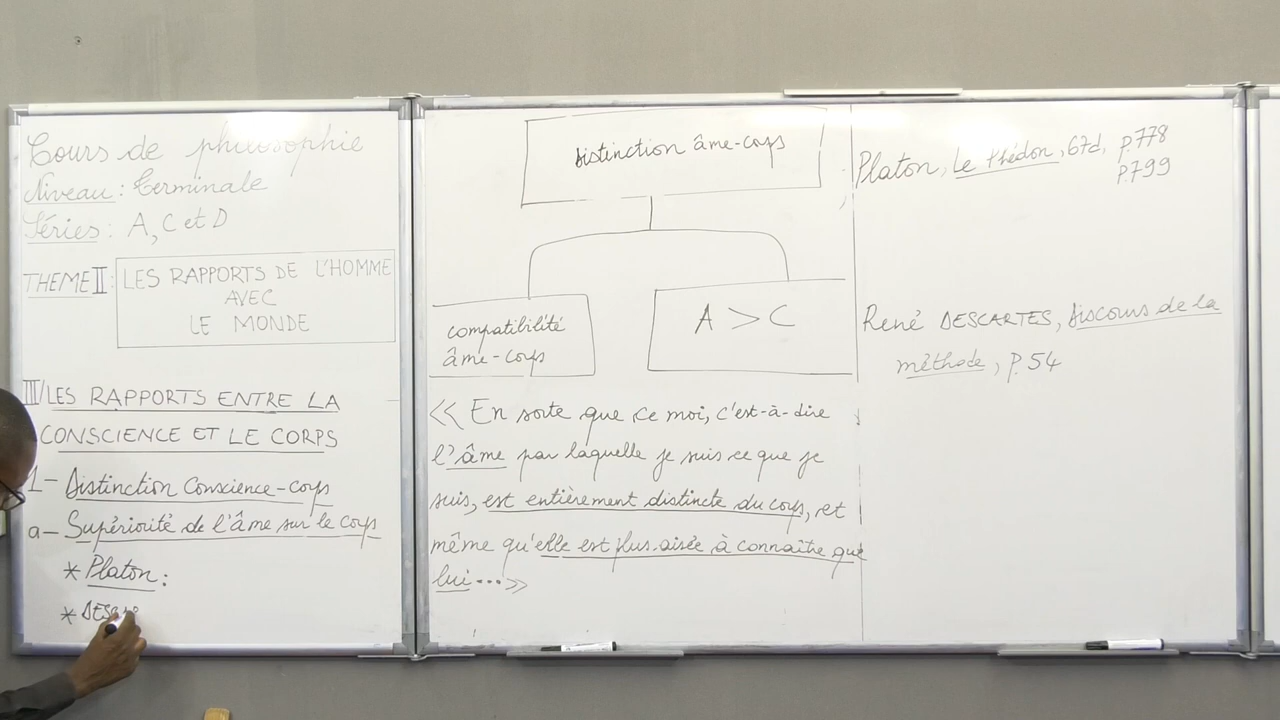 Cours de philosophie
Niveau : Terminale
Séries : A, C et D
THEME II :
LES RAPPORTS DE L'HOMME
AVEC
LE MONDE
III/ LES RAPPORTS ENTRE LA
CONSCIENCE ET LE CORPS
1- Distinction Conscience-corps
a- Supériorité de l'âme sur le corps
* Platon :
* DESCAR
Distinction âme-corps
compatibilité
âme-corps
A > C
<< En sorte que ce moi, c'est-à-dire
l'âme par laquelle je suis ce que je
suis, est entièrement distincte du corps, et
même qu'elle est plus aisée à connaître que
lui... >>
Platon, Le Phédon, 67d, p.778
p.799
René DESCARTES, Discours de la
méthode, p.54